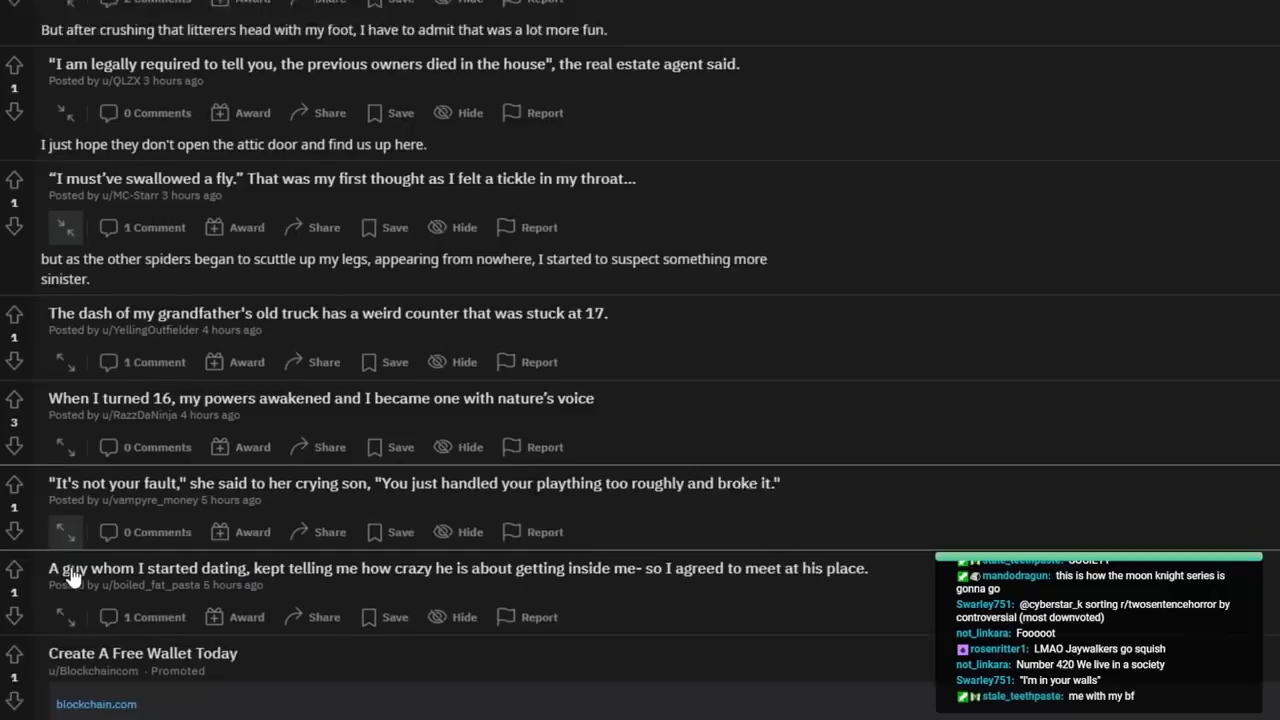 But after crushing that litterers head with my foot, I have to admit that was a lot more fun.
1
"I am legally required to tell you, the previous owners died in the house", the real estate agent said.
Posted by u/QLZX 3 hours ago
0 Comments Award Share Save Hide Report
I just hope they don't open the attic door and find us up here.
1
“I must’ve swallowed a fly.” That was my first thought as I felt a tickle in my throat...
Posted by u/MC-Starr 3 hours ago
1 Comment Award Share Save Hide Report
but as the other spiders began to scuttle up my legs, appearing from nowhere, I started to suspect something more
sinister.
1
The dash of my grandfather's old truck has a weird counter that was stuck at 17.
Posted by u/YellingOutfielder 4 hours ago
1 Comment Award Share Save Hide Report
3
When I turned 16, my powers awakened and I became one with nature’s voice
Posted by u/RazzDaNinja 4 hours ago
0 Comments Award Share Save Hide Report
1
"It's not your fault," she said to her crying son, "You just handled your plaything too roughly and broke it."
Posted by u/vampyre_money 5 hours ago
0 Comments Award Share Save Hide Report
1
A guy whom I started dating, kept telling me how crazy he is about getting inside me- so I agreed to meet at his place.
Posted by u/boiled_fat_pasta 5 hours ago
1 Comment Award Share Save Hide Report
1
Create A Free Wallet Today
u/Blockchaincom · Promoted
blockchain.com
stale_teethpaste: SOCIETY
mandodragun: this is how the moon knight series is
gonna go
Swarley751: @cyberstar_k sorting r/twosentencehorror by
controversial (most downvoted)
not_linkara: Fooooot
rosenritter1: LMAO Jaywalkers go squish
not_linkara: Number 420 We live in a society
Swarley751: "I'm in your walls"
stale_teethpaste: me with my bf